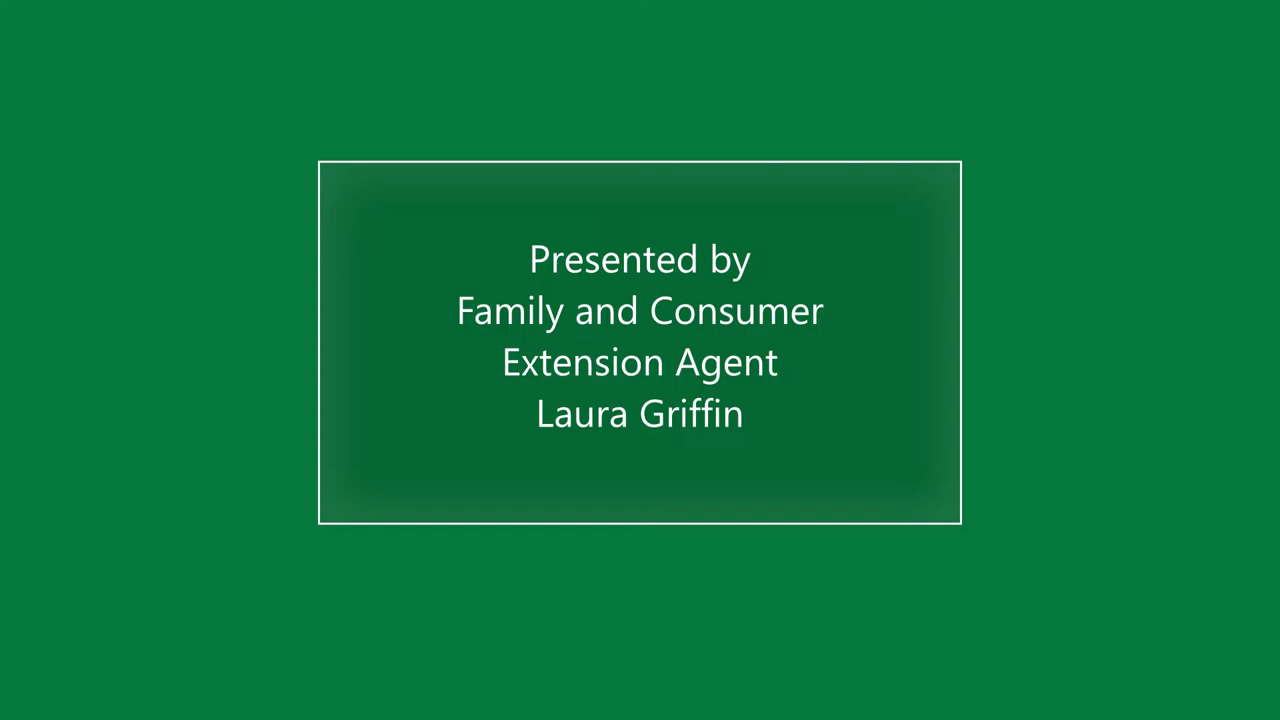 Presented by
Family and Consumer
Extension Agent
Laura Griffin